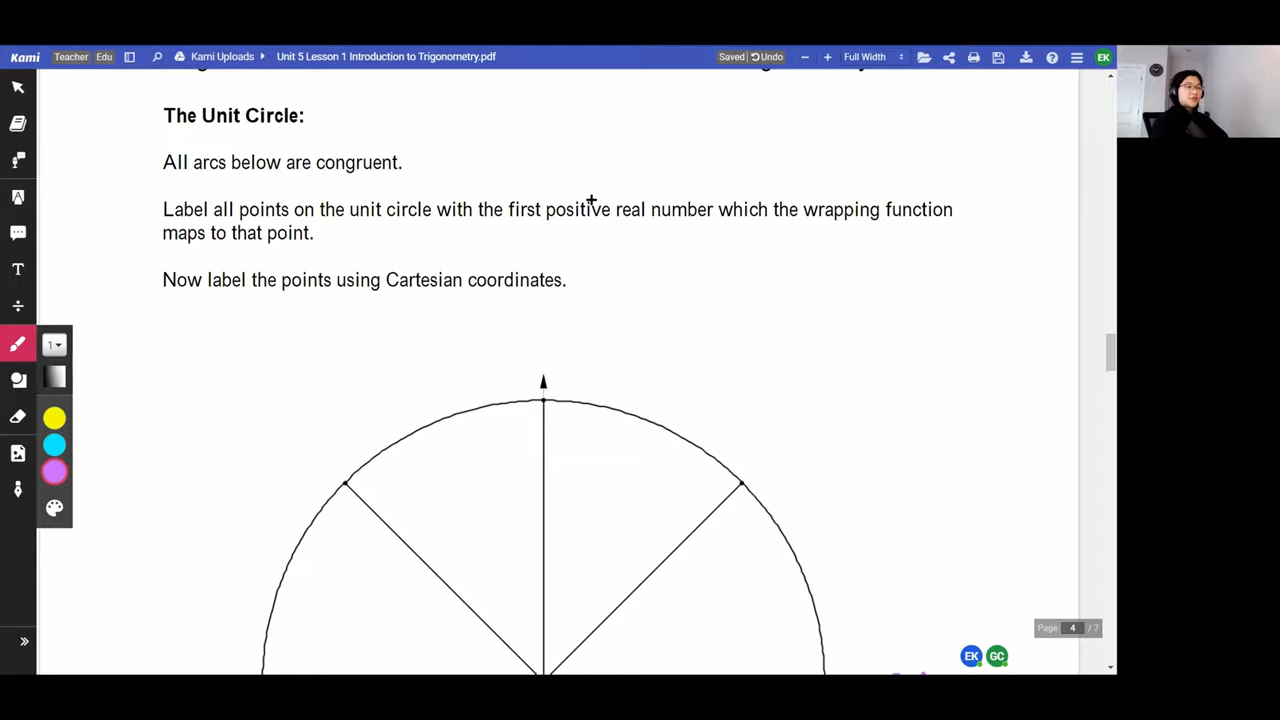 Kami Teacher Edu Kami Uploads Unit 5 Lesson 1 Introduction to Trigonometry.pdf Saved Undo Full Width EK
The Unit Circle:
All arcs below are congruent.
Label all points on the unit circle with the first positive real number which the wrapping function
maps to that point.
Now label the points using Cartesian coordinates.
1
Page 4 / 7
EK GC